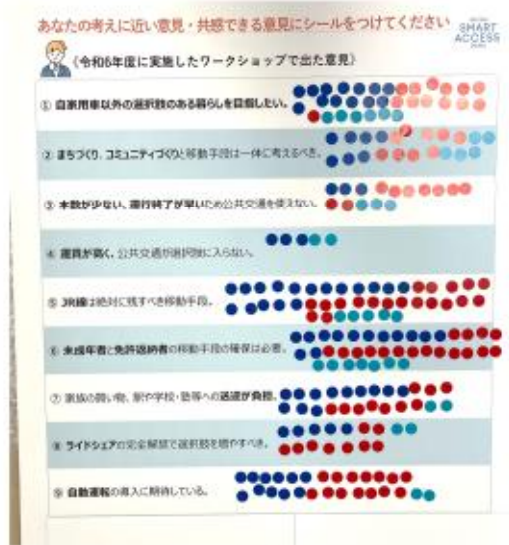 あなたの考えに近い意見・共感できる意見にシールをつけてください
SMART
ACCESS
《令和6年度に実施したワークショップで出た意見》
① 自家用車以外の選択肢のある暮らしを目指したい。
② まちづくり、コミュニティづくりと移動手段は一体に考えるべき。
③ 本数が少ない、運行終了が早いため公共交通を使えない。
④ 運賃が高く、公共交通が選択肢に入らない。
⑤ JR線は絶対に残すべき移動手段。
⑥ 未成年者と免許返納者の移動手段の確保は必要。
⑦ 家族の買い物、駅や学校・塾等への送迎が負担。
⑧ ライドシェアの完全解禁で選択肢を増やすべき。
⑨ 自動運転の導入に期待している。